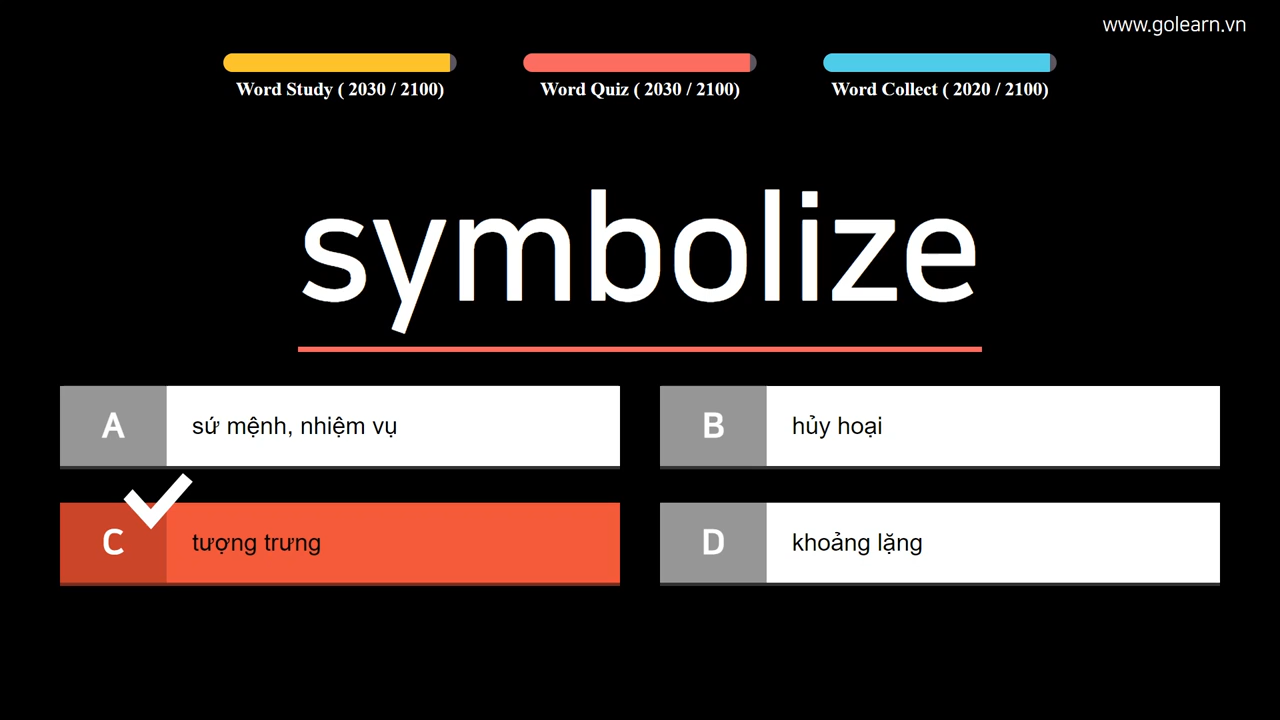 www.golearn.vn
Word Study ( 2030 / 2100)
Word Quiz ( 2030 / 2100)
Word Collect ( 2020 / 2100)
symbolize
A sứ mệnh, nhiệm vụ
B hủy hoại
C tượng trưng
D khoảng lặng